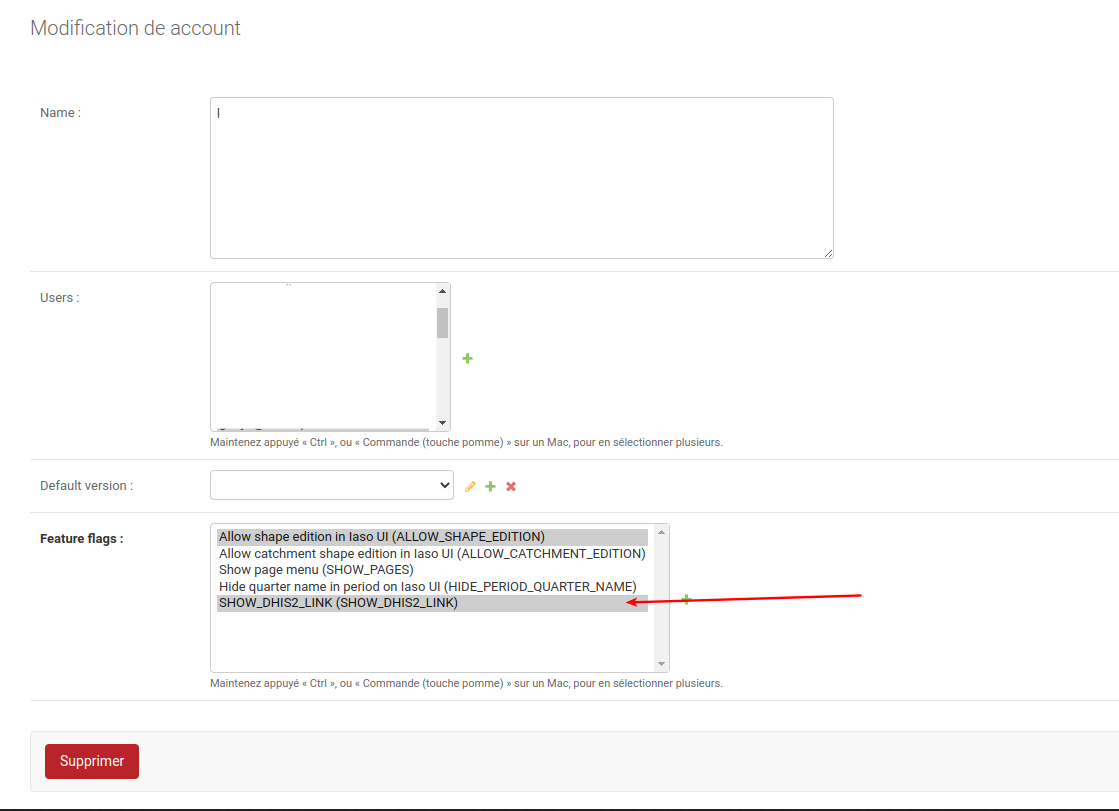 Modification de account
Name :
Users :
Maintenez appuyé « Ctrl », ou « Commande (touche pomme) » sur un Mac, pour en sélectionner plusieurs.
Default version :
Feature flags :
Allow shape edition in Iaso UI (ALLOW_SHAPE_EDITION)
Allow catchment shape edition in Iaso UI (ALLOW_CATCHMENT_EDITION)
Show page menu (SHOW_PAGES)
Hide quarter name in period on Iaso UI (HIDE_PERIOD_QUARTER_NAME)
SHOW_DHIS2_LINK (SHOW_DHIS2_LINK)
Maintenez appuyé « Ctrl », ou « Commande (touche pomme) » sur un Mac, pour en sélectionner plusieurs.
Supprimer